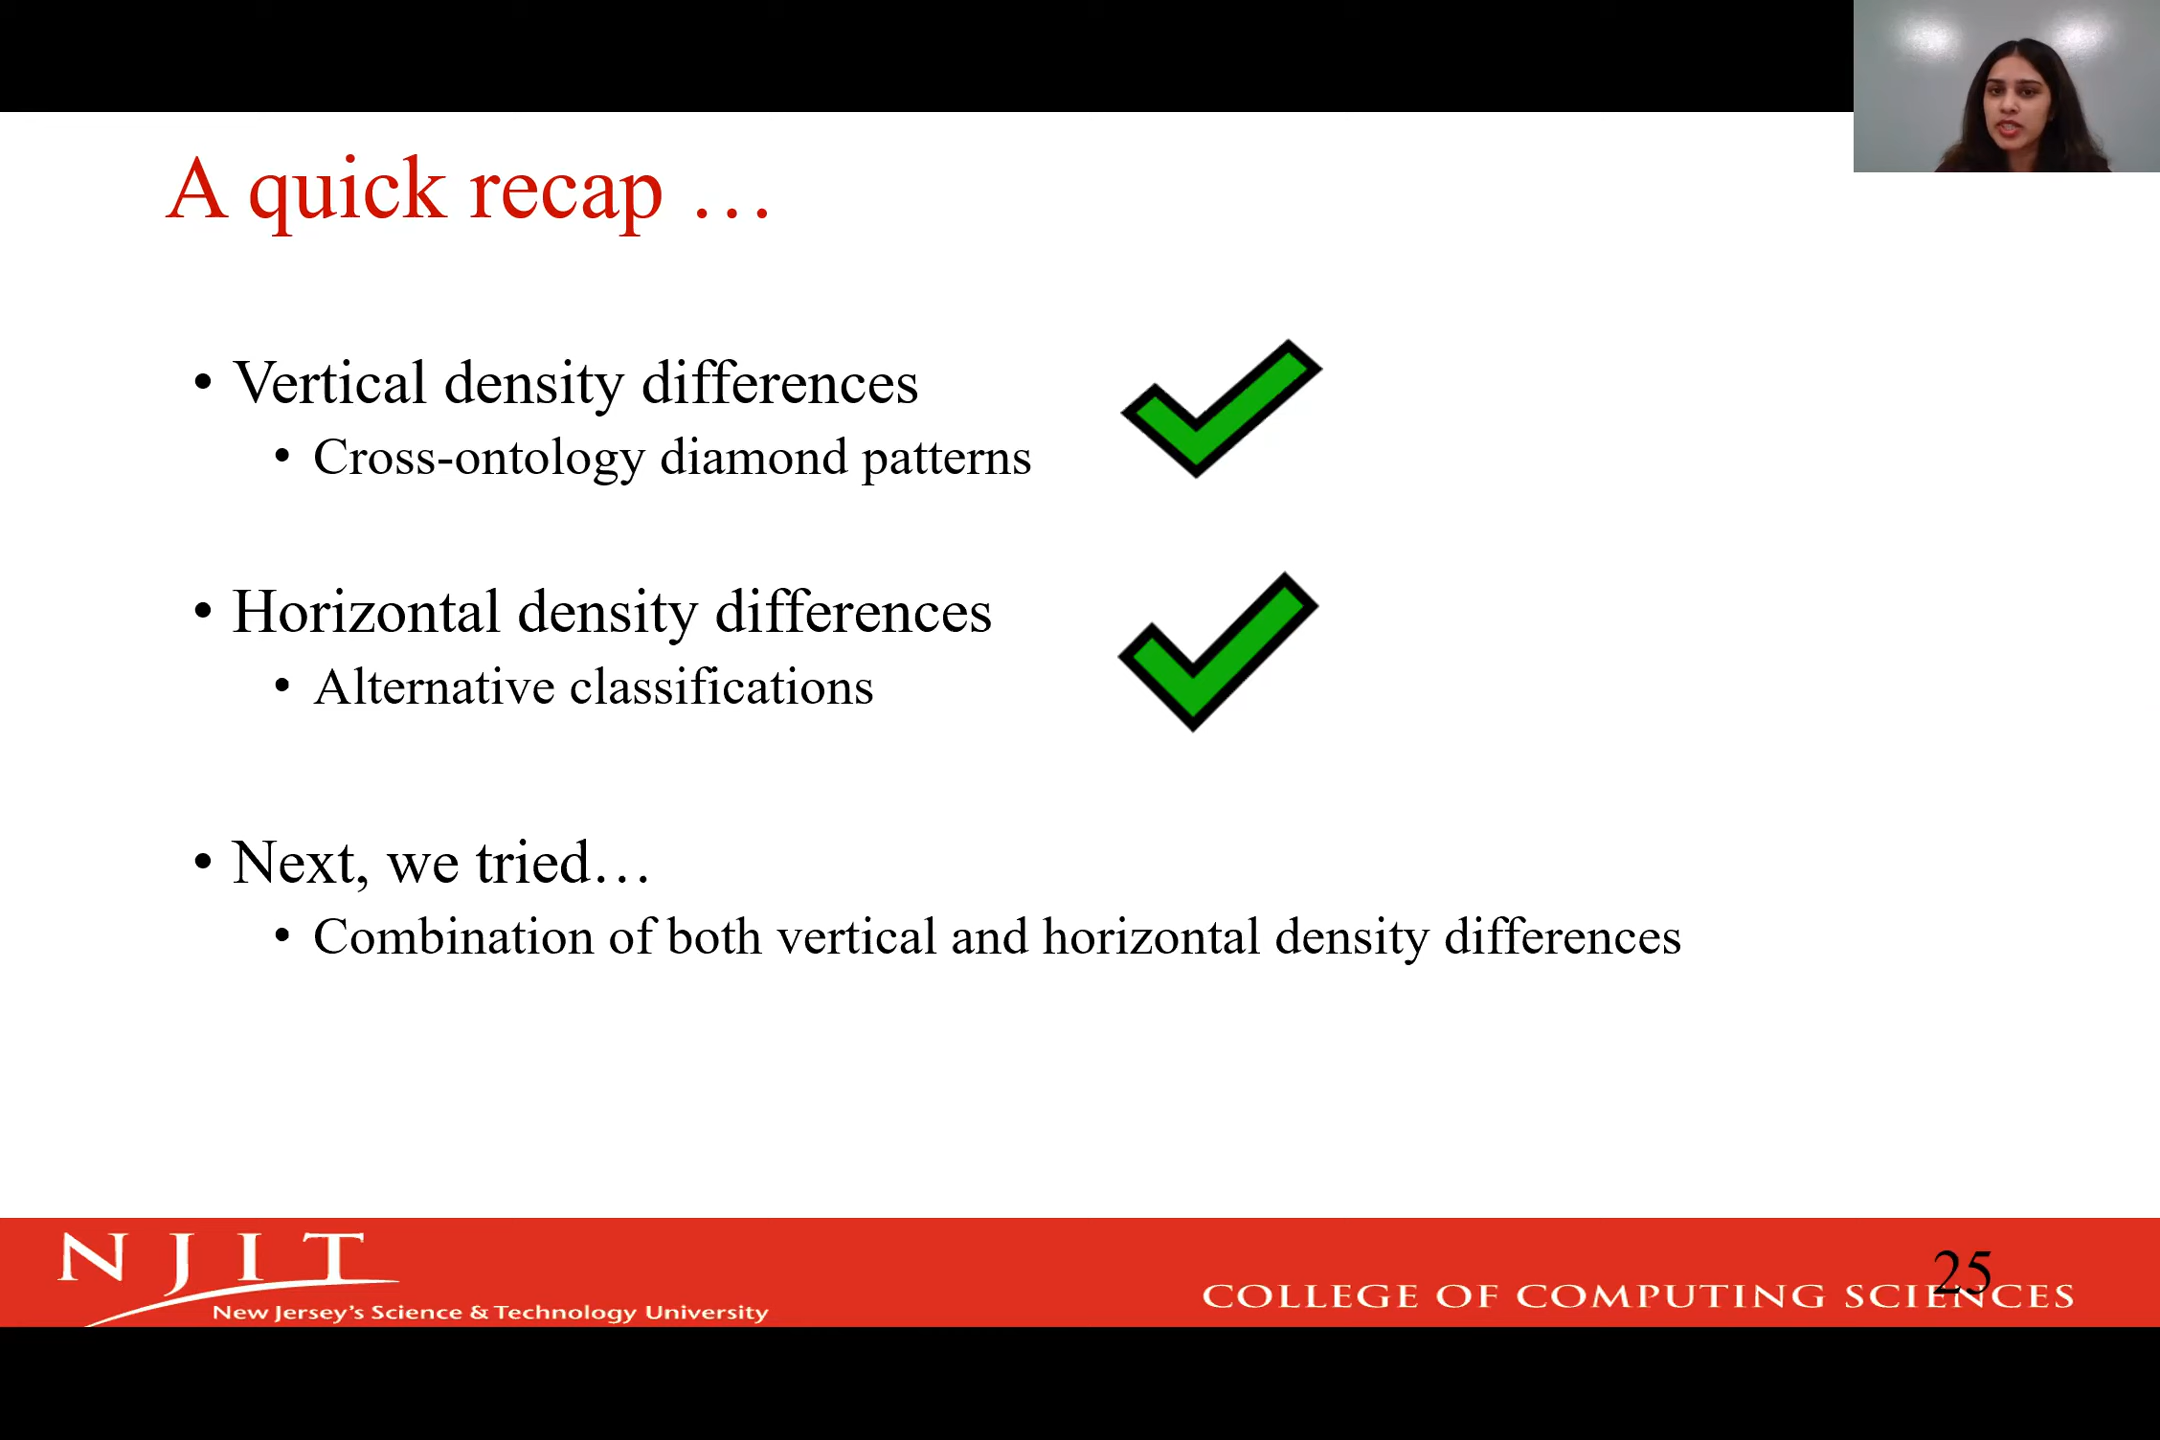 A quick recap …
• Vertical density differences
• Cross-ontology diamond patterns
• Horizontal density differences
• Alternative classifications
• Next, we tried…
• Combination of both vertical and horizontal density differences
NJIT
New Jersey's Science & Technology University
COLLEGE OF COMPUTING SCIENCES
25